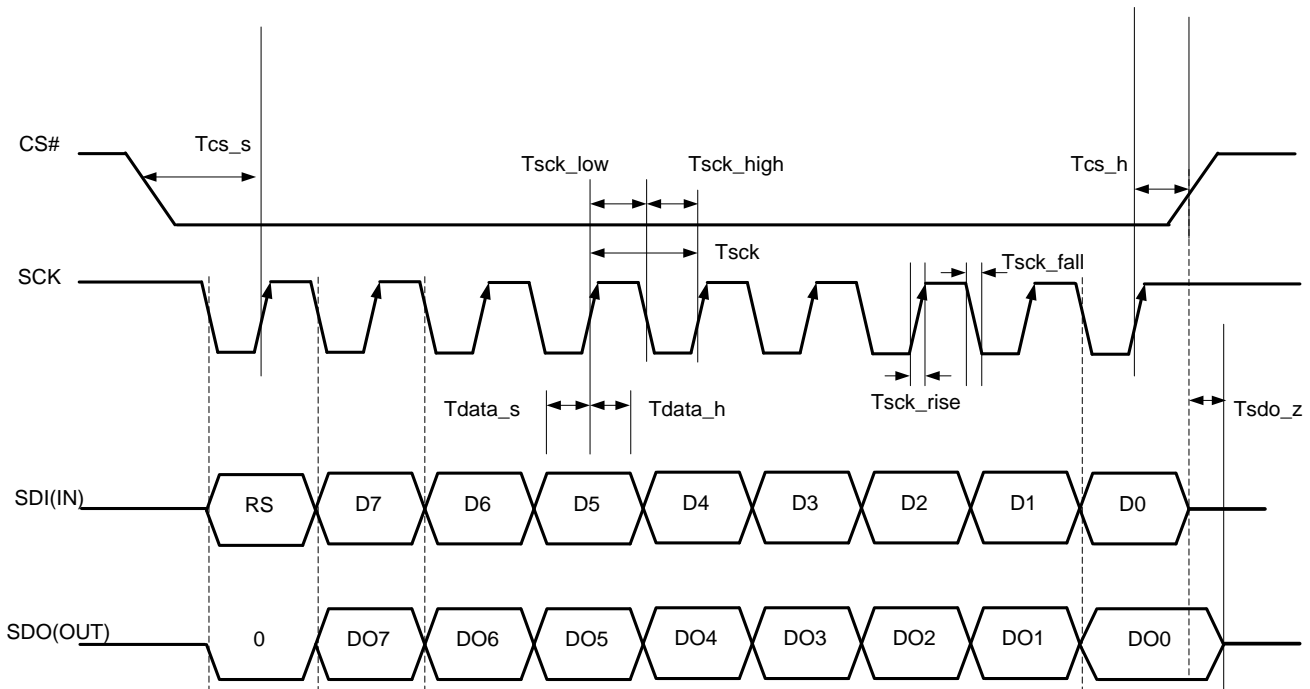 CS#
Tcs_s
Tsck_low
Tsck_high
Tcs_h
Tsck
SCK
Tsck_fall
Tdata_s
Tdata_h
Tsck_rise
Tsdo_z
SDI(IN)
RS
D7
D6
D5
D4
D3
D2
D1
D0
SDO(OUT)
0
DO7
DO6
DO5
DO4
DO3
DO2
DO1
DO0